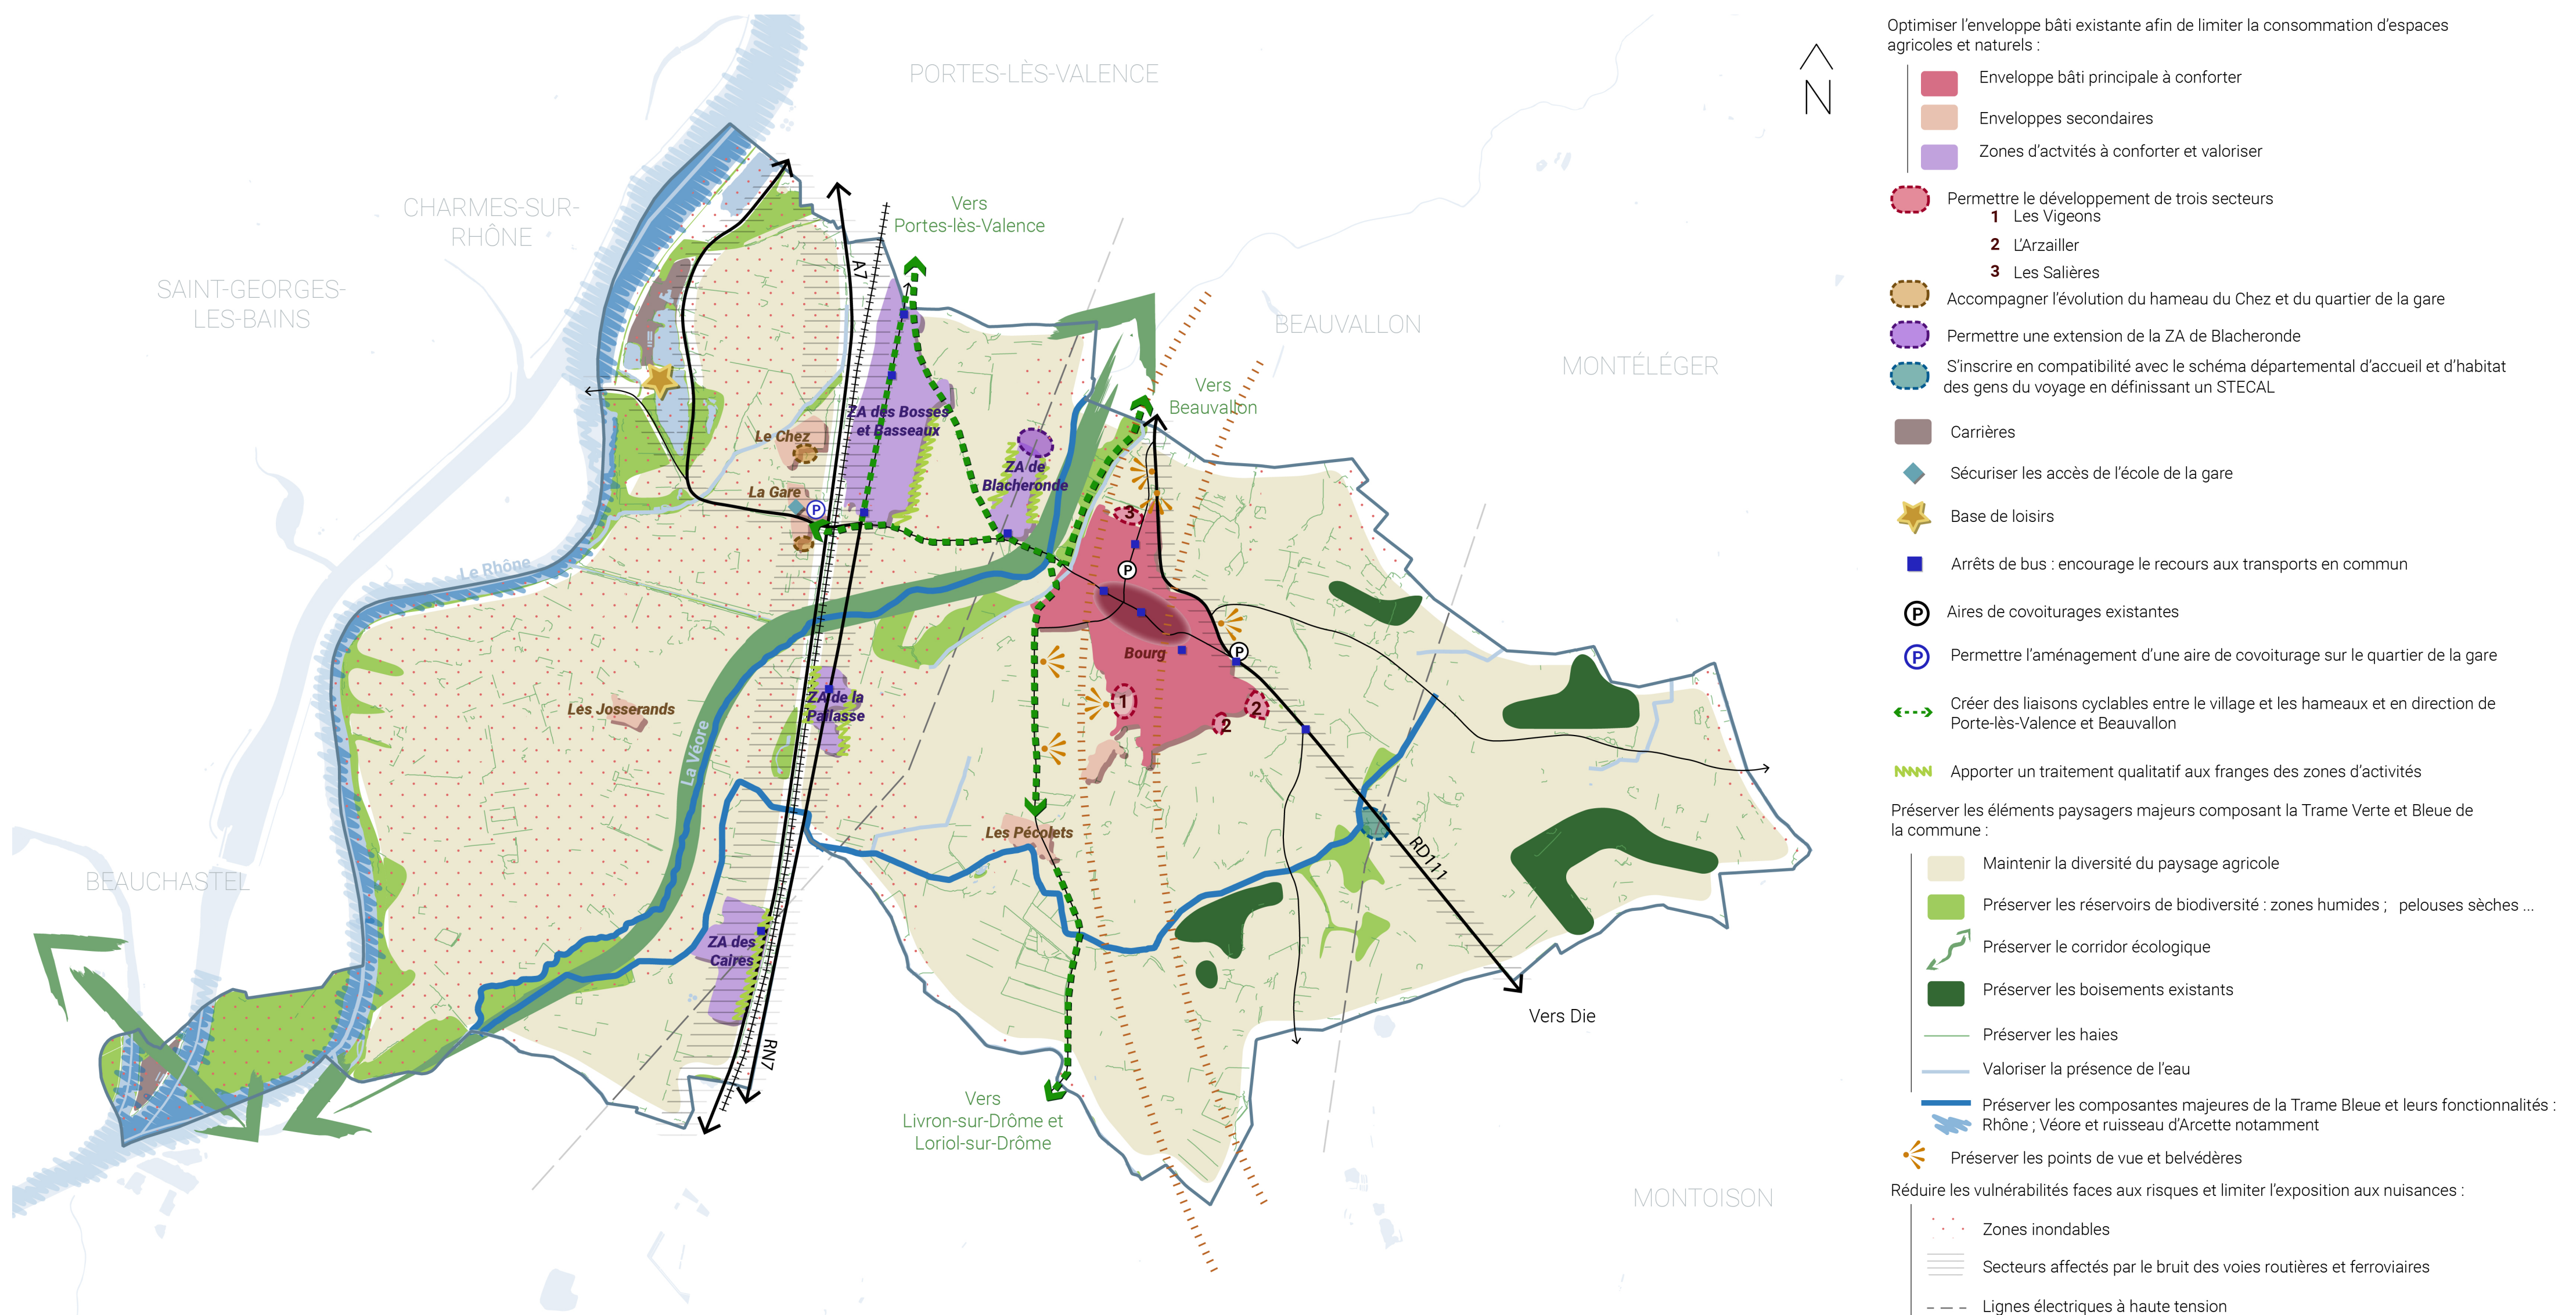 PORTES-LÈS-VALENCE
CHARMES-SUR-
RHÔNE
SAINT-GEORGES-
LES-BAINS
BEAUVALLON
MONTÉLÉGER
BEAUCHASTEL
MONTOISON
N
Vers
Portes-lès-Valence
A7
Vers
Beauvallon
ZA des Bosses
et Basseaux
Le Chez
La Gare
P
ZA de
Blacheronde
3
P
Le Rhône
Bourg
P
1
2
2
Les Josserands
ZA de la
Paillasse
La Véore
Les Pécolets
RD111
ZA des
Caires
RN7
Vers Die
Vers
Livron-sur-Drôme et
Loriol-sur-Drôme
Optimiser l'enveloppe bâti existante afin de limiter la consommation d'espaces
agricoles et naturels :
Enveloppe bâti principale à conforter
Enveloppes secondaires
Zones d'actvités à conforter et valoriser
Permettre le développement de trois secteurs
1 Les Vigeons
2 L'Arzailler
3 Les Salières
Accompagner l'évolution du hameau du Chez et du quartier de la gare
Permettre une extension de la ZA de Blacheronde
S'inscrire en compatibilité avec le schéma départemental d'accueil et d'habitat
des gens du voyage en définissant un STECAL
Carrières
Sécuriser les accès de l'école de la gare
Base de loisirs
Arrêts de bus : encourage le recours aux transports en commun
P Aires de covoiturages existantes
P Permettre l'aménagement d'une aire de covoiturage sur le quartier de la gare
Créer des liaisons cyclables entre le village et les hameaux et en direction de
Porte-lès-Valence et Beauvallon
Apporter un traitement qualitatif aux franges des zones d'activités
Préserver les éléments paysagers majeurs composant la Trame Verte et Bleue de
la commune :
Maintenir la diversité du paysage agricole
Préserver les réservoirs de biodiversité : zones humides ; pelouses sèches ...
Préserver le corridor écologique
Préserver les boisements existants
Préserver les haies
Valoriser la présence de l'eau
Préserver les composantes majeures de la Trame Bleue et leurs fonctionnalités :
Rhône ; Véore et ruisseau d'Arcette notamment
Préserver les points de vue et belvédères
Réduire les vulnérabilités faces aux risques et limiter l'exposition aux nuisances :
Zones inondables
Secteurs affectés par le bruit des voies routières et ferroviaires
Lignes électriques à haute tension